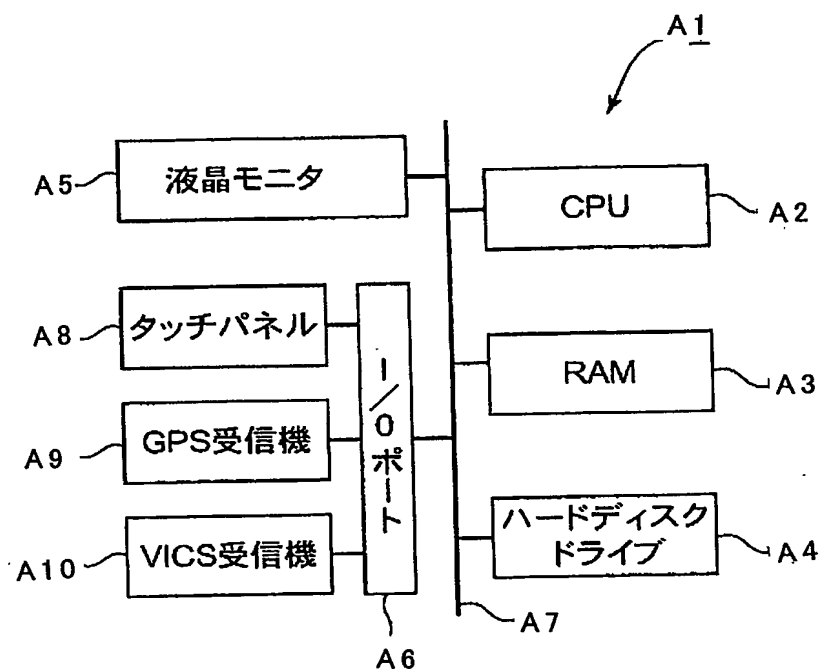 A1
液晶モニタ
A5
CPU
A2
タッチパネル
A8
I/Oポート
RAM
A3
GPS受信機
A9
VICS受信機
A10
ハードディスク
ドライブ
A4
A7
A6